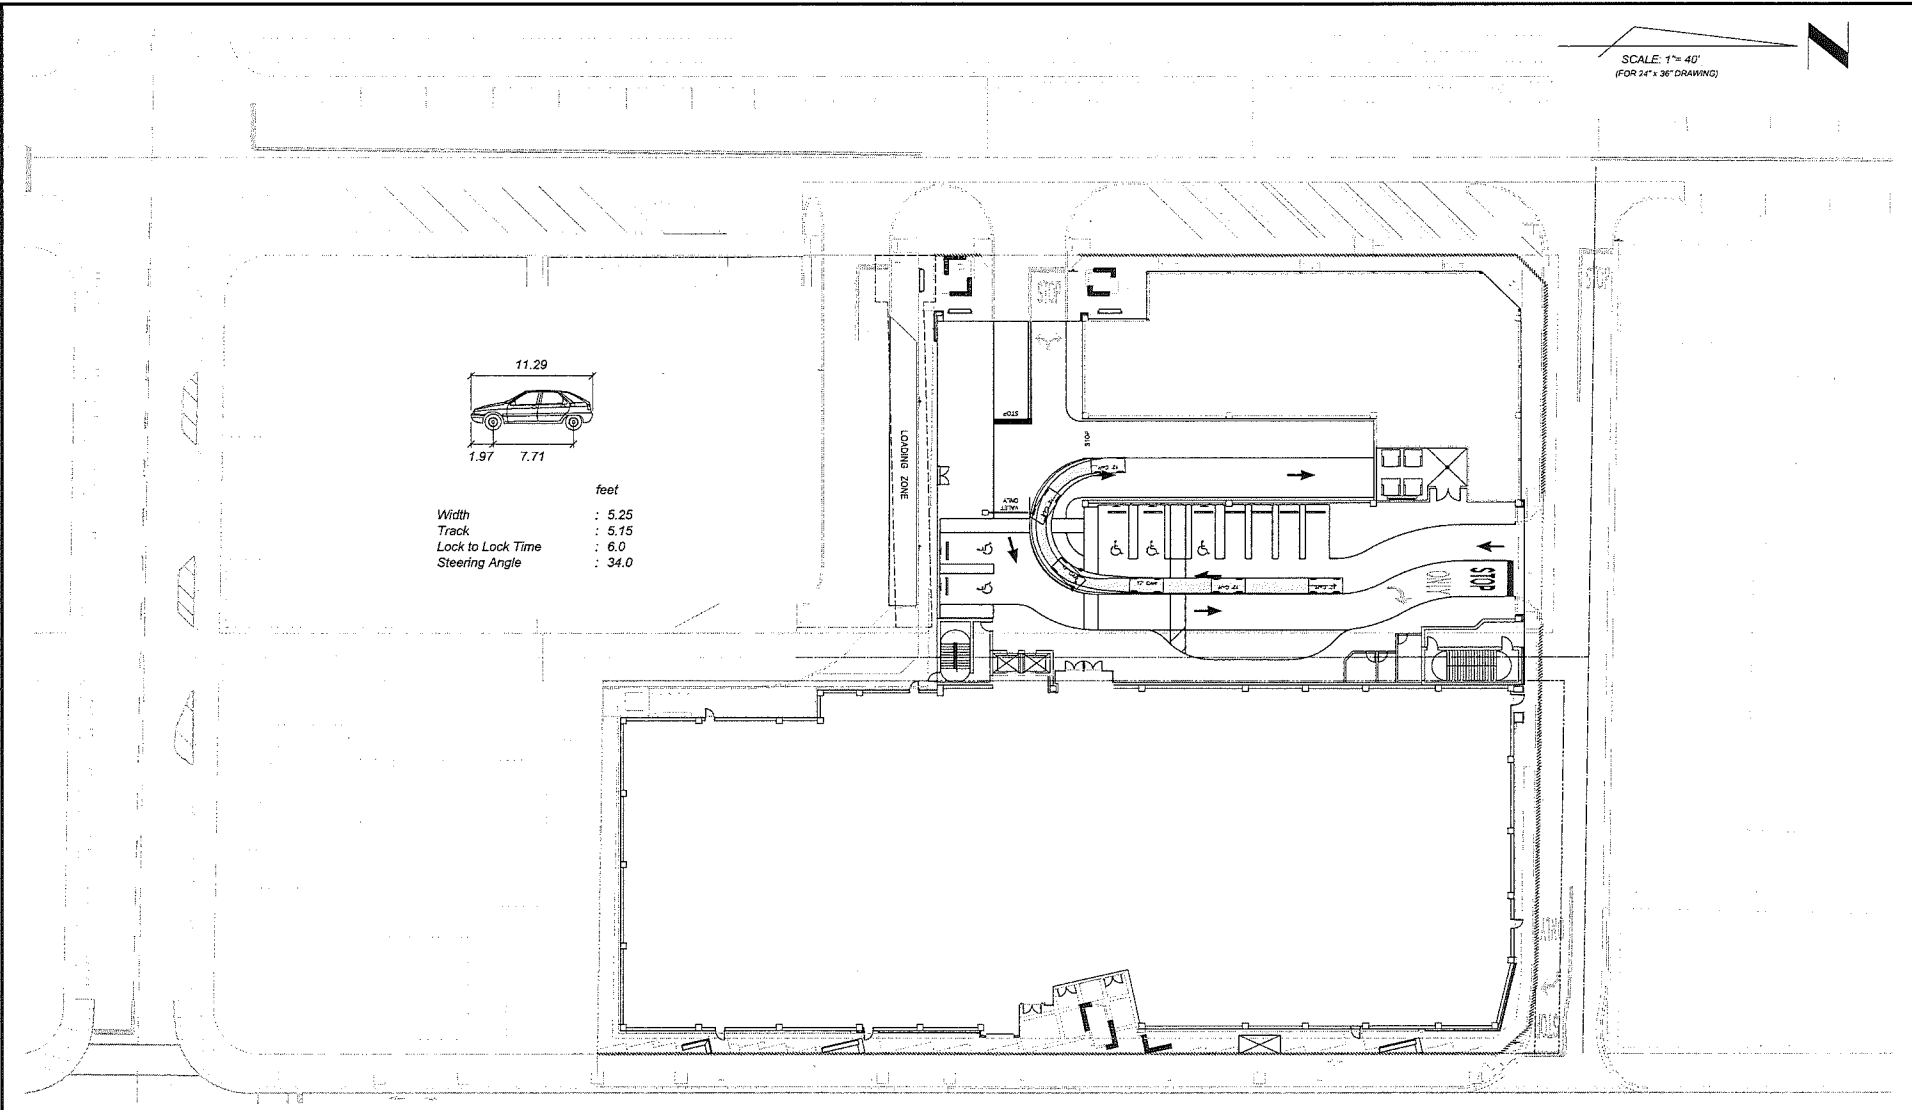 N
SCALE: 1"= 40'
(FOR 24" x 36" DRAWING)
STOP
11.29
1.97 7.71
feet
Width : 5.25
Track : 5.15
Lock to Lock Time : 6.0
Steering Angle : 34.0
LOADING ZONE
STOP
STOP
VALET
ONLY
ONLY
STOP